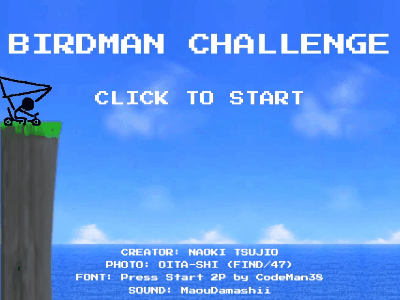 BIRDMAN CHALLENGE
CLICK TO START
CREATOR: NAOKI TSUJIO
PHOTO: OITA-SHI (FIND/47)
FONT: Press Start 2P by CodeMan38
SOUND: MaouDamashii